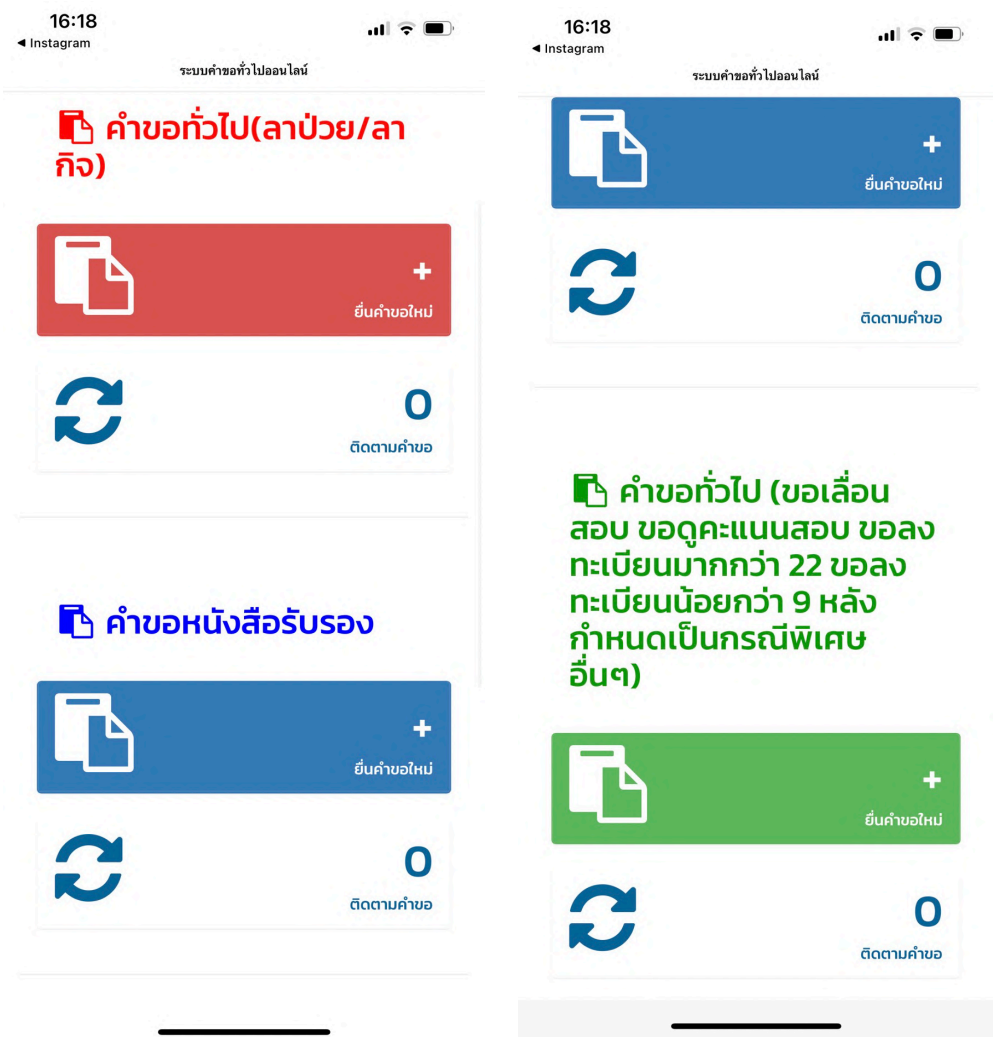 16:18
◀ Instagram
ระบบคำขอทั่วไปออนไลน์
คำขอทั่วไป(ลาป่วย/ลา
กิจ)
+
ยื่นคำขอใหม่
0
ติดตามคำขอ
คำขอหนังสือรับรอง
+
ยื่นคำขอใหม่
0
ติดตามคำขอ
16:18
◀ Instagram
ระบบคำขอทั่วไปออนไลน์
+
ยื่นคำขอใหม่
0
ติดตามคำขอ
คำขอทั่วไป (ขอเลื่อน
สอบ ขอดูคะแนนสอบ ขอลง
ทะเบียนมากกว่า 22 ขอลง
ทะเบียนน้อยกว่า 9 หลัง
กำหนดเป็นกรณีพิเศษ
อื่นๆ)
+
ยื่นคำขอใหม่
0
ติดตามคำขอ